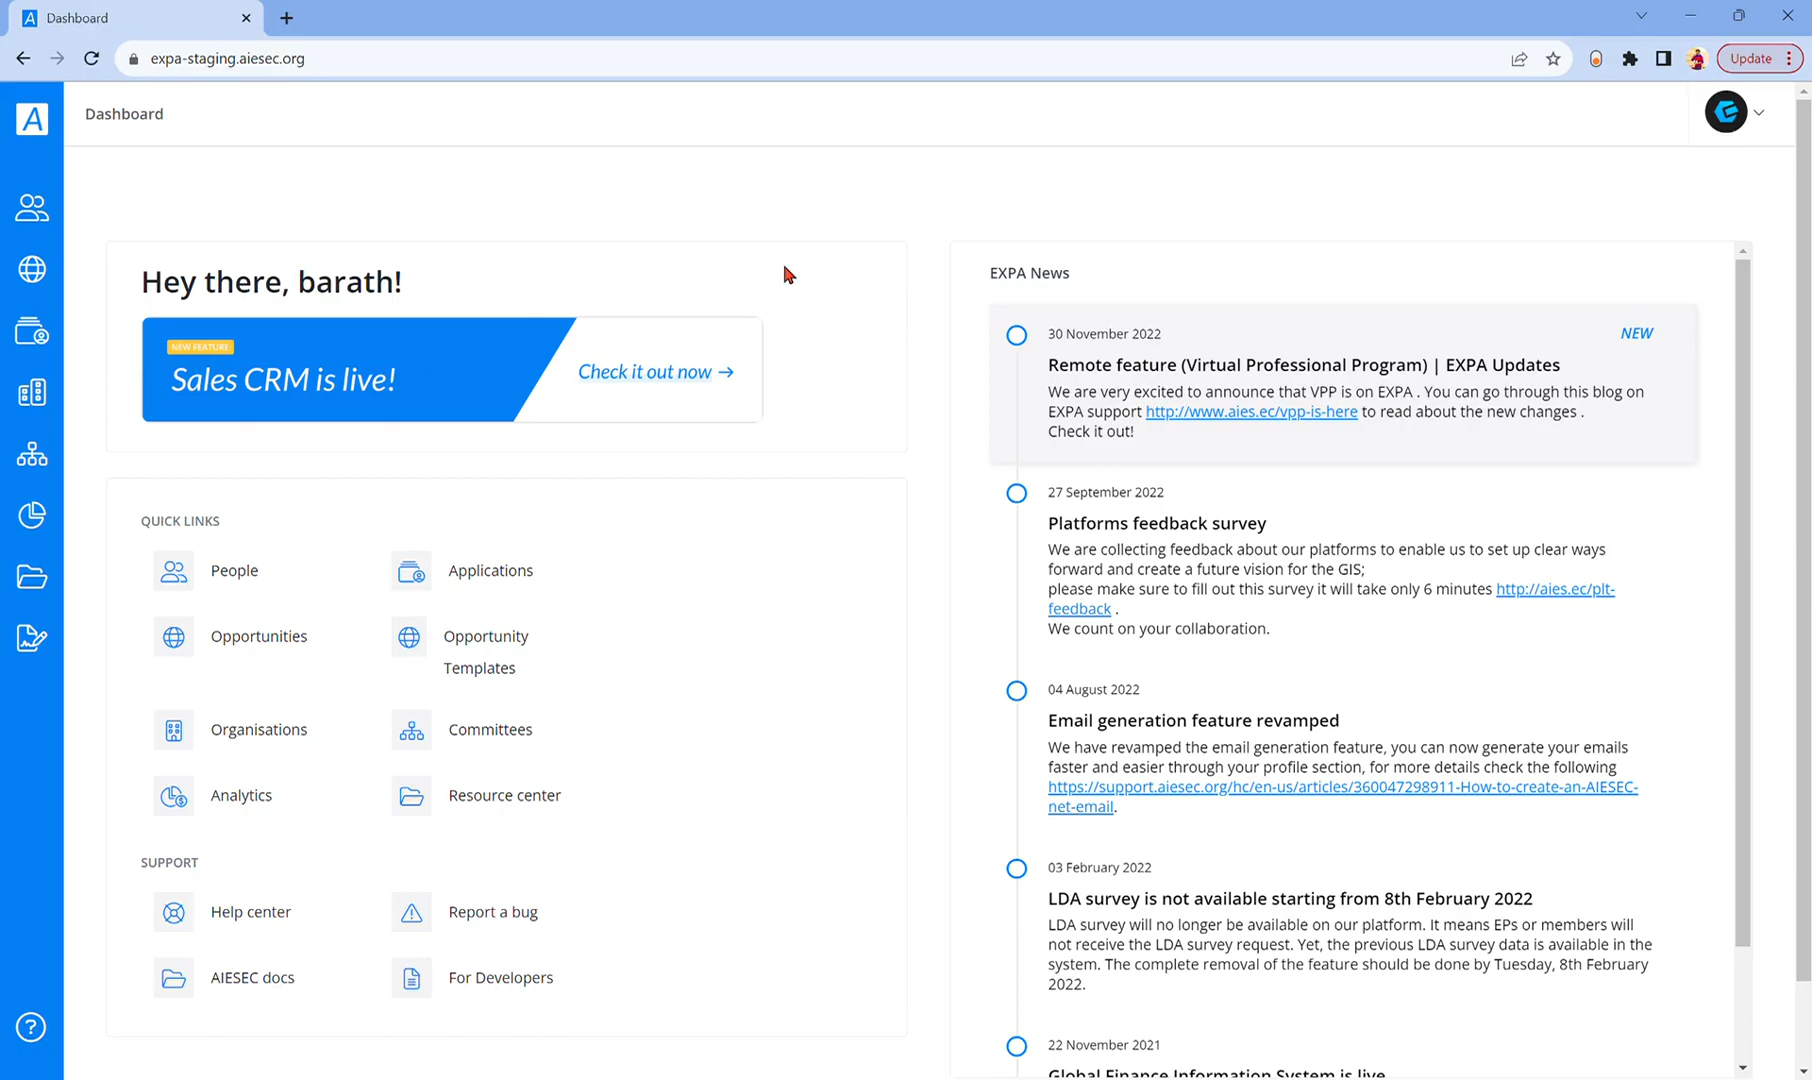 Dashboard
expa-staging.aiesec.org
Update
A
Dashboard
Hey there, barath!
NEW FEATURE
Sales CRM is live!
Check it out now →
QUICK LINKS
People
Applications
Opportunities
Opportunity
Templates
Organisations
Committees
Analytics
Resource center
SUPPORT
Help center
Report a bug
AIESEC docs
For Developers
EXPA News
30 November 2022
NEW
Remote feature (Virtual Professional Program) | EXPA Updates
We are very excited to announce that VPP is on EXPA . You can go through this blog on
EXPA support http://www.aies.ec/vpp-is-here to read about the new changes .
Check it out!
27 September 2022
Platforms feedback survey
We are collecting feedback about our platforms to enable us to set up clear ways
forward and create a future vision for the GIS;
please make sure to fill out this survey it will take only 6 minutes http://aies.ec/plt-
feedback .
We count on your collaboration.
04 August 2022
Email generation feature revamped
We have revamped the email generation feature, you can now generate your emails
faster and easier through your profile section, for more details check the following
https://support.aiesec.org/hc/en-us/articles/360047298911-How-to-create-an-AIESEC-
net-email.
03 February 2022
LDA survey is not available starting from 8th February 2022
LDA survey will no longer be available on our platform. It means EPs or members will
not receive the LDA survey request. Yet, the previous LDA survey data is available in the
system. The complete removal of the feature should be done by Tuesday, 8th February
2022.
22 November 2021
Global Finance Information System is live